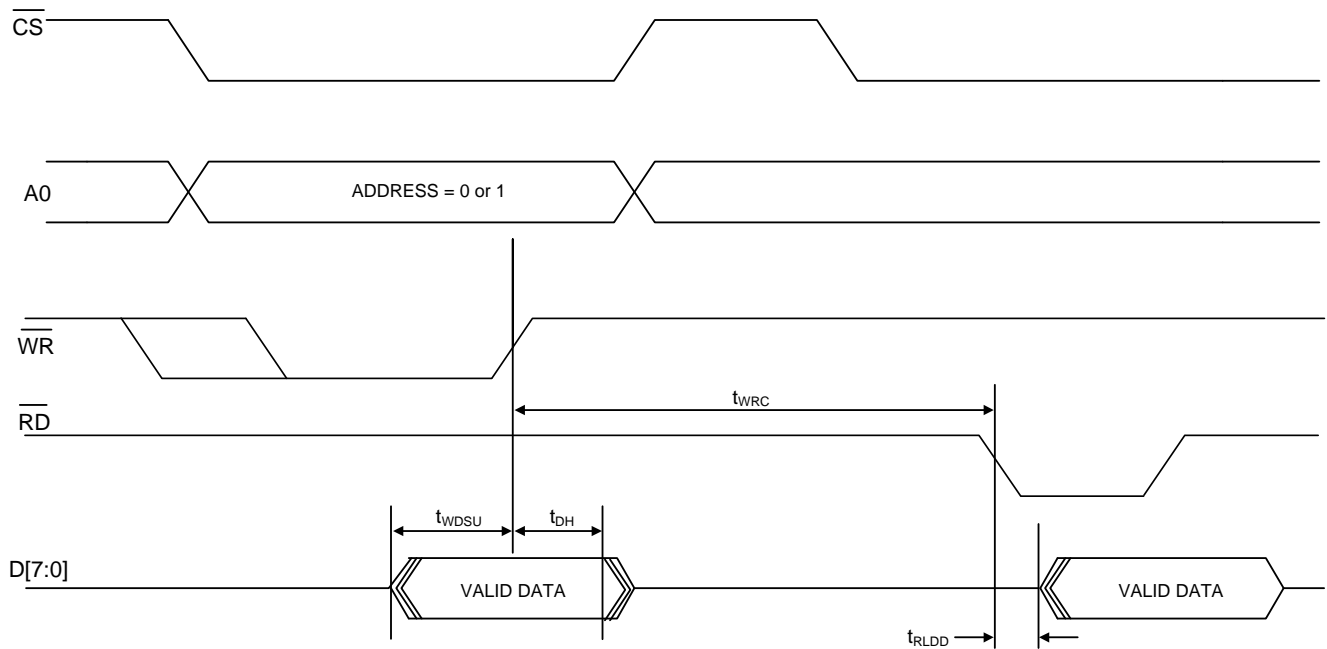 CS
A0
ADDRESS = 0 or 1
WR
tWRC
RD
tWDSU
tDH
D[7:0]
VALID DATA
VALID DATA
tRLDD